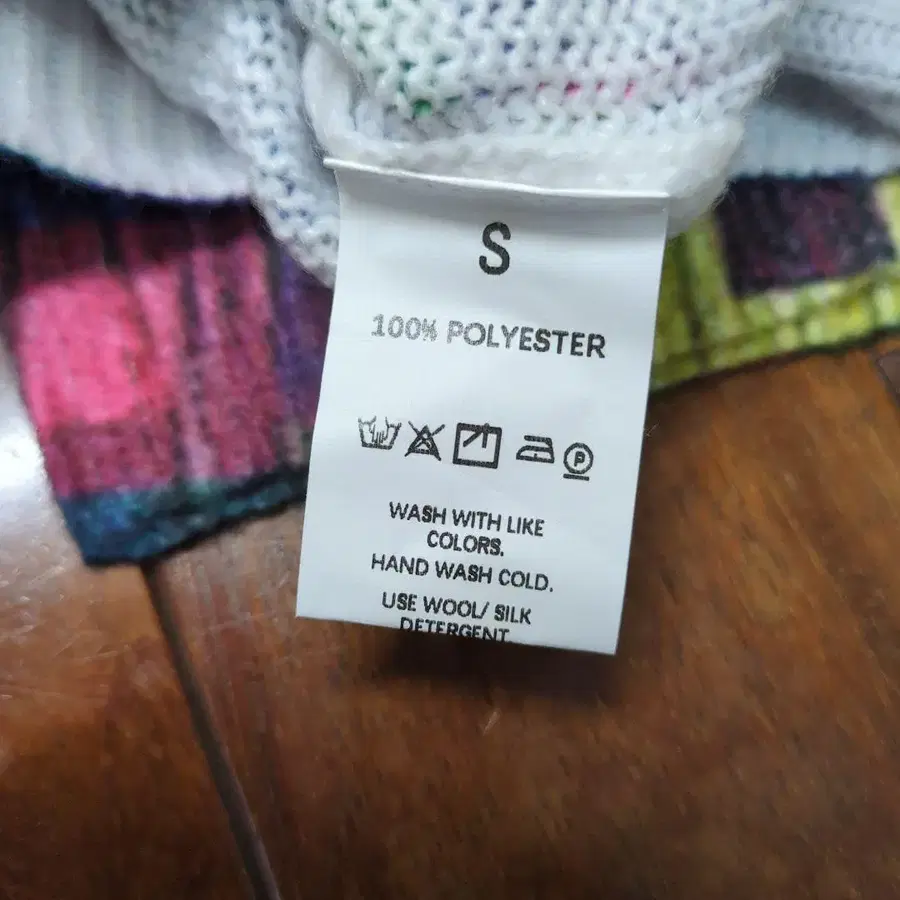 S
100% POLYESTER
P
WASH WITH LIKE
COLORS.
HAND WASH COLD.
USE WOOL/ SILK
DETERGENT.